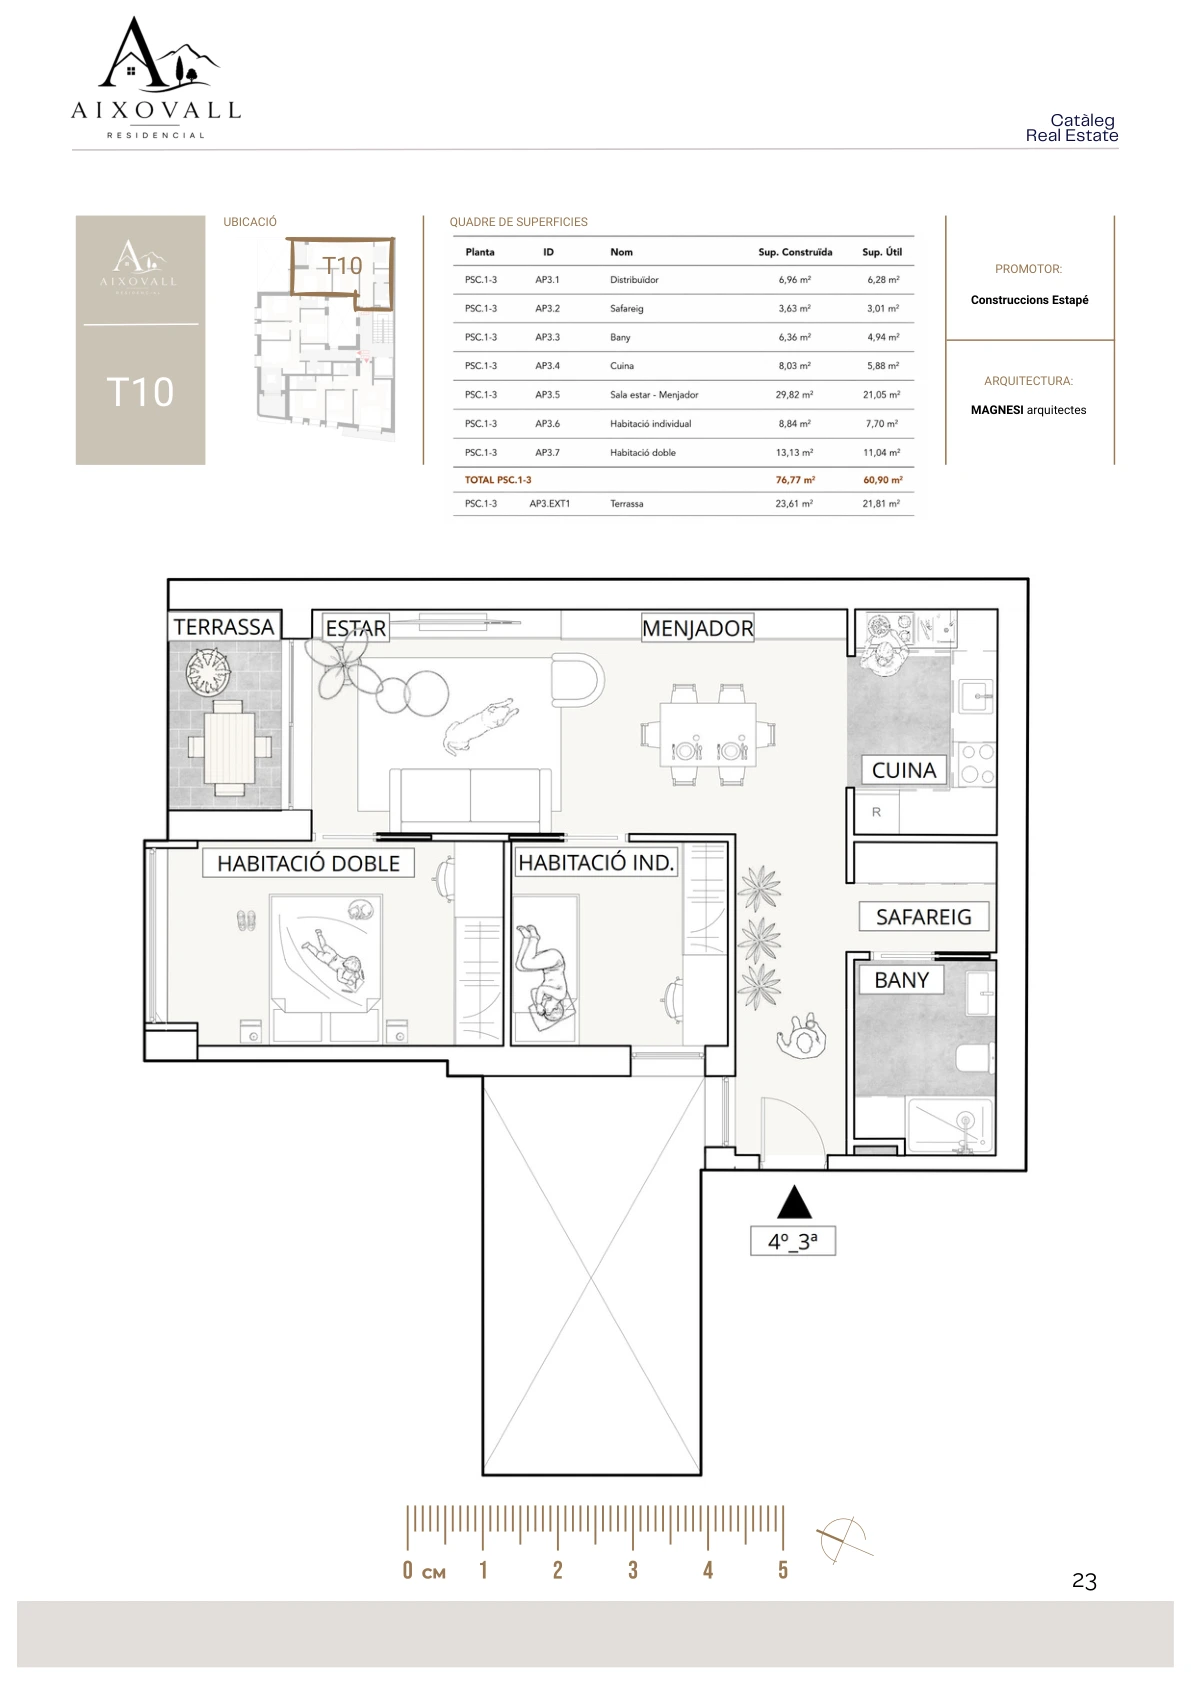 AIXOVALL
RESIDENCIAL
Catàleg
Real Estate
AIXOVALL
RESIDENCIAL
T10
UBICACIÓ
T10
QUADRE DE SUPERFICIES
Planta ID Nom Sup. Construïda Sup. Útil
PSC.1-3 AP3.1 Distribuïdor 6,96 m² 6,28 m²
PSC.1-3 AP3.2 Safareig 3,63 m² 3,01 m²
PSC.1-3 AP3.3 Bany 6,36 m² 4,94 m²
PSC.1-3 AP3.4 Cuina 8,03 m² 5,88 m²
PSC.1-3 AP3.5 Sala estar - Menjador 29,82 m² 21,05 m²
PSC.1-3 AP3.6 Habitació individual 8,84 m² 7,70 m²
PSC.1-3 AP3.7 Habitació doble 13,13 m² 11,04 m²
TOTAL PSC.1-3 76,77 m² 60,90 m²
PSC.1-3 AP3.EXT1 Terrassa 23,61 m² 21,81 m²
PROMOTOR:
Construccions Estapé
ARQUITECTURA:
MAGNESI arquitectes
TERRASSA
ESTAR
MENJADOR
CUINA
R
HABITACIÓ DOBLE
HABITACIÓ IND.
SAFAREIG
BANY
4º_3ª
0 CM 1 2 3 4 5
23